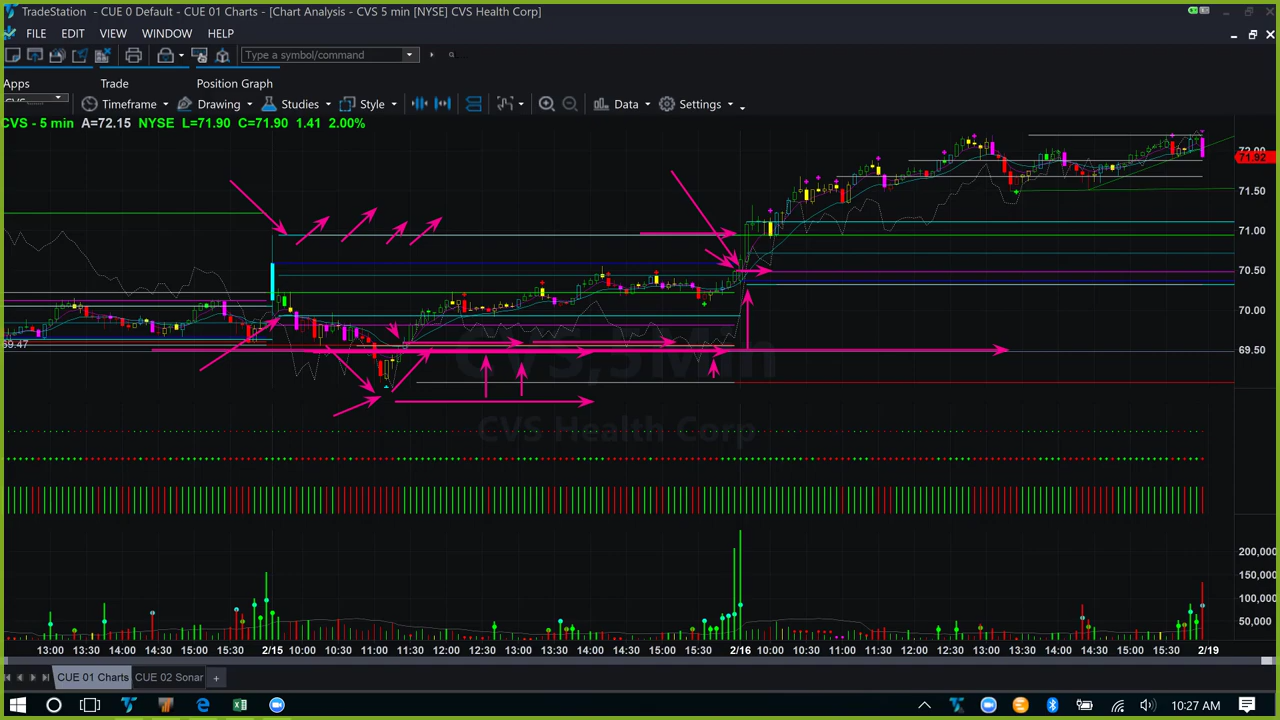 TradeStation - CUE 0 Default - CUE 01 Charts - [Chart Analysis - CVS 5 min [NYSE] CVS Health Corp]
FILE EDIT VIEW WINDOW HELP
Type a symbol/command
Apps Trade Position Graph
CVS Timeframe Drawing Studies Style Data Settings
CVS - 5 min A=72.15 NYSE L=71.90 C=71.90 1.41 2.00%
72.00
71.92
71.50
71.00
70.50
70.00
69.47
69.50
CVS,5Min
CVS Health Corp
200,000
150,000
100,000
50,000
13:00 13:30 14:00 14:30 15:00 15:30 2/15 10:00 10:30 11:00 11:30 12:00 12:30 13:00 13:30 14:00 14:30 15:00 15:30 2/16 10:00 10:30 11:00 11:30 12:00 12:30 13:00 13:30 14:00 14:30 15:00 15:30 2/19
CUE 01 Charts CUE 02 Sonar +
10:27 AM